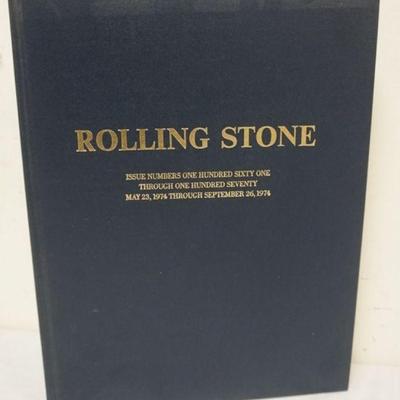 ROLLING STONE
ISSUE NUMBERS ONE HUNDRED SIXTY ONE
THROUGH ONE HUNDRED SEVENTY
MAY 23, 1974 THROUGH SEPTEMBER 26, 1974